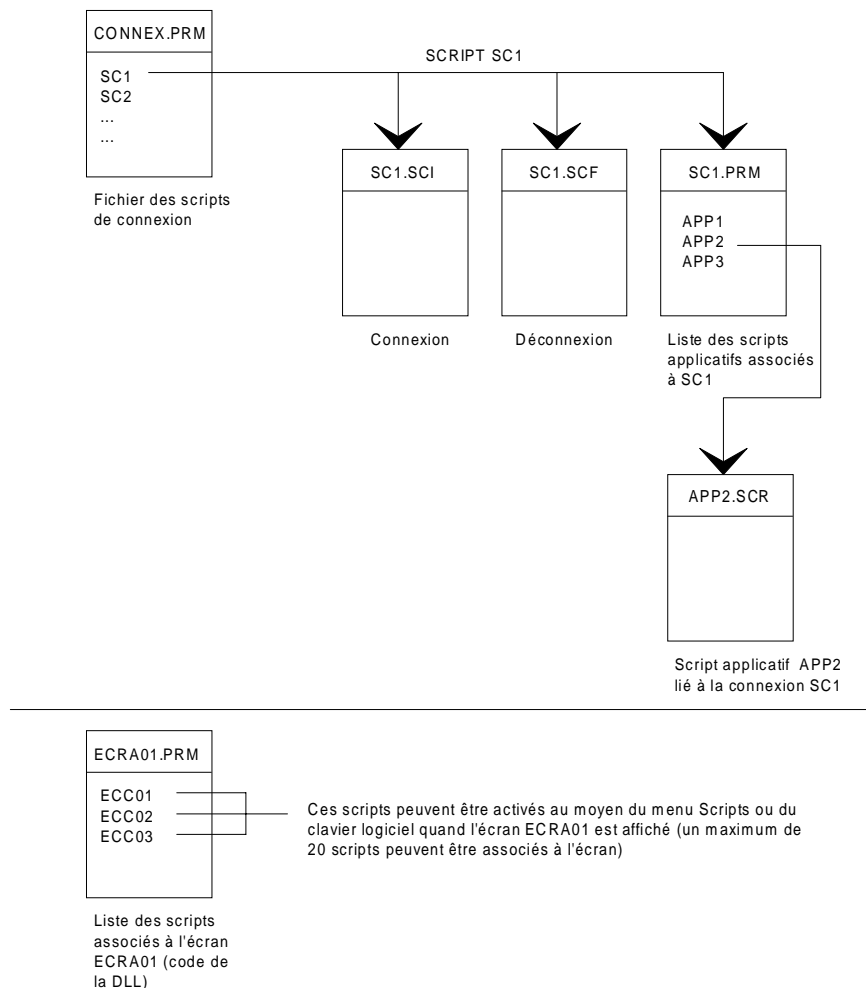 CONNEX.PRM
SC1
SC2
...
...
Fichier des scripts
de connexion
SCRIPT SC1
SC1.SCI
Connexion
SC1.SCF
Déconnexion
SC1.PRM
APP1
APP2
APP3
Liste des scripts
applicatifs associés
à SC1
APP2.SCR
Script applicatif APP2
lié à la connexion SC1
ECRA01.PRM
ECC01
ECC02
ECC03
Ces scripts peuvent être activés au moyen du menu Scripts ou du
clavier logiciel quand l'écran ECRA01 est affiché (un maximum de
20 scripts peuvent être associés à l'écran)
Liste des scripts
associés à l'écran
ECRA01 (code de
la DLL)